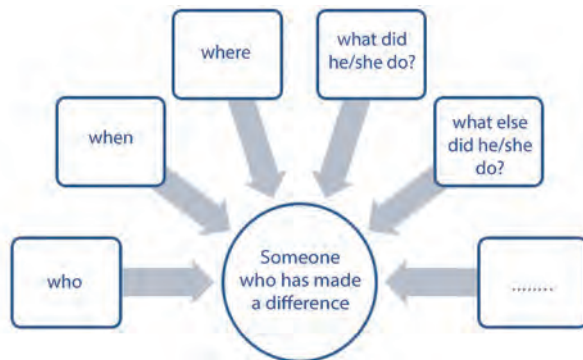 who
when
where
what did
he/she do?
what else
did he/she
do?
........
Someone
who has made
a difference